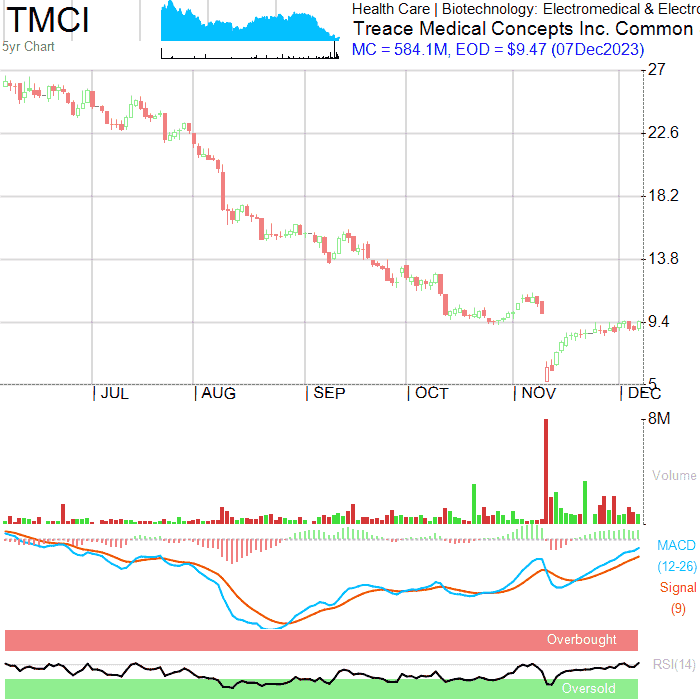 TMCI
5yr Chart
Health Care | Biotechnology: Electromedical & Electro
Treace Medical Concepts Inc. Common
MC = 584.1M, EOD = $9.47 (07Dec2023)
27
22.6
18.2
13.8
9.4
5
JUL AUG SEP OCT NOV DEC
8M
Volume
MACD
(12-26)
Signal
(9)
Overbought
RSI(14)
Oversold